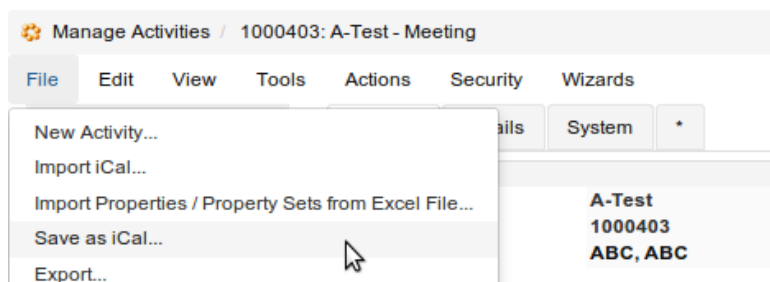 Manage Activities / 1000403: A-Test - Meeting
File Edit View Tools Actions Security Wizards
ails System *
New Activity...
Import iCal...
Import Properties / Property Sets from Excel File...
A-Test
1000403
Save as iCal...
ABC, ABC
Export...